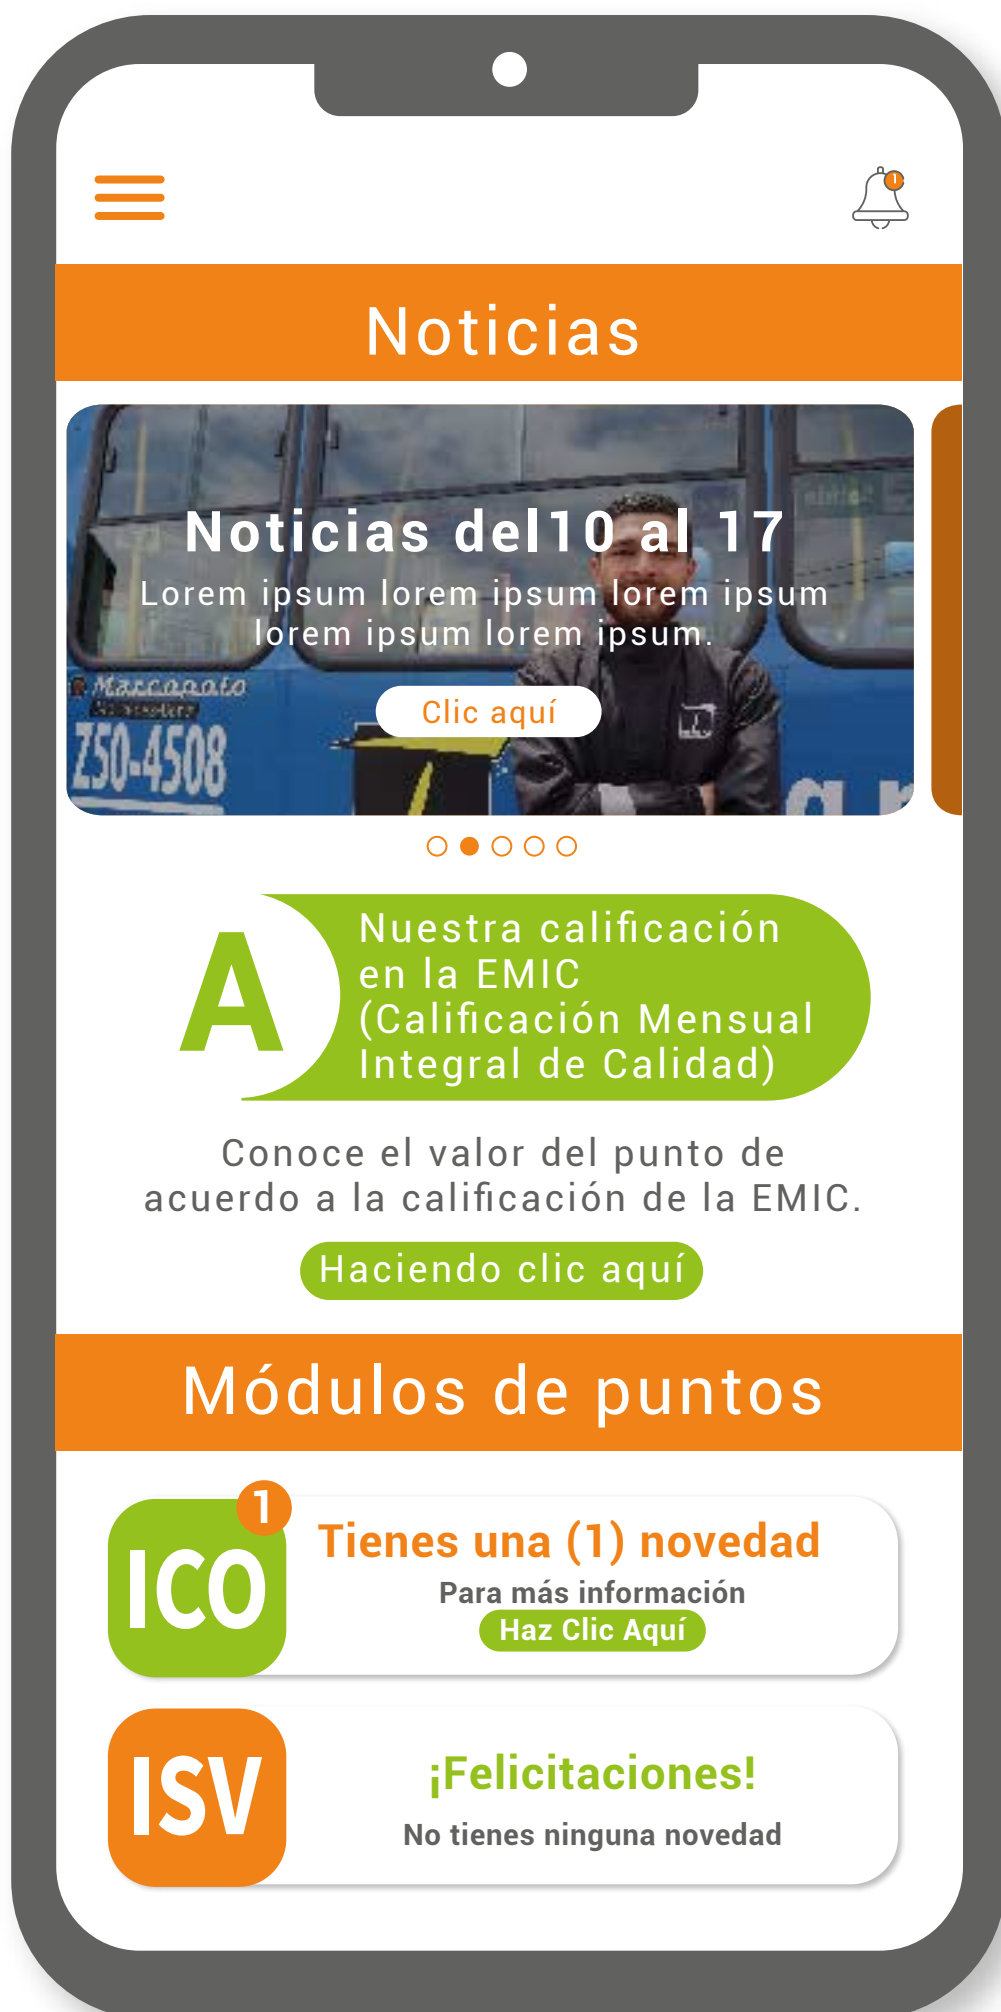 1
Noticias
Noticias del10 al 17
Lorem ipsum lorem ipsum lorem ipsum
lorem ipsum lorem ipsum.
Marcapato
Z50-4508
Clic aquí
A
Nuestra calificación
en la EMIC
(Calificación Mensual
Integral de Calidad)
Conoce el valor del punto de
acuerdo a la calificación de la EMIC.
Haciendo clic aquí
Módulos de puntos
1
ICO
Tienes una (1) novedad
Para más información
Haz Clic Aquí
ISV
¡Felicitaciones!
No tienes ninguna novedad